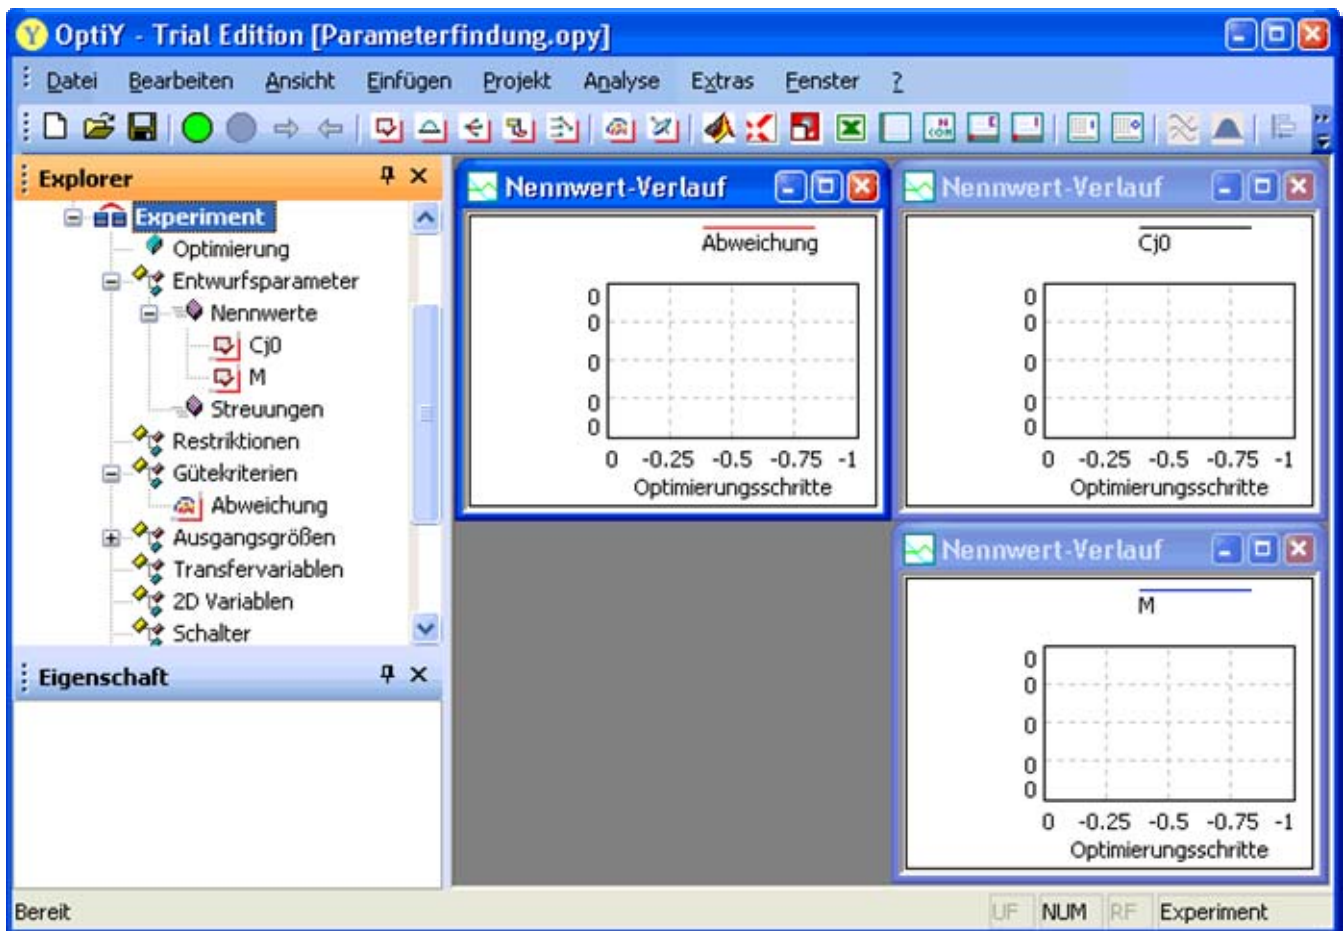 OptiY - Trial Edition [Parameterfindung.opy]
Datei Bearbeiten Ansicht Einfügen Projekt Analyse Extras Fenster ?
Explorer
Experiment
Optimierung
Entwurfsparameter
Nennwerte
Cj0
M
Streuungen
Restriktionen
Gütekriterien
Abweichung
Ausgangsgrößen
Transfervariablen
2D Variablen
Schalter
Eigenschaft
Nennwert-Verlauf
Abweichung
0
0
0
0
0
0 -0.25 -0.5 -0.75 -1
Optimierungsschritte
Nennwert-Verlauf
Cj0
0
0
0
0
0
0 -0.25 -0.5 -0.75 -1
Optimierungsschritte
Nennwert-Verlauf
M
0
0
0
0
0
0 -0.25 -0.5 -0.75 -1
Optimierungsschritte
Bereit UF NUM RF Experiment